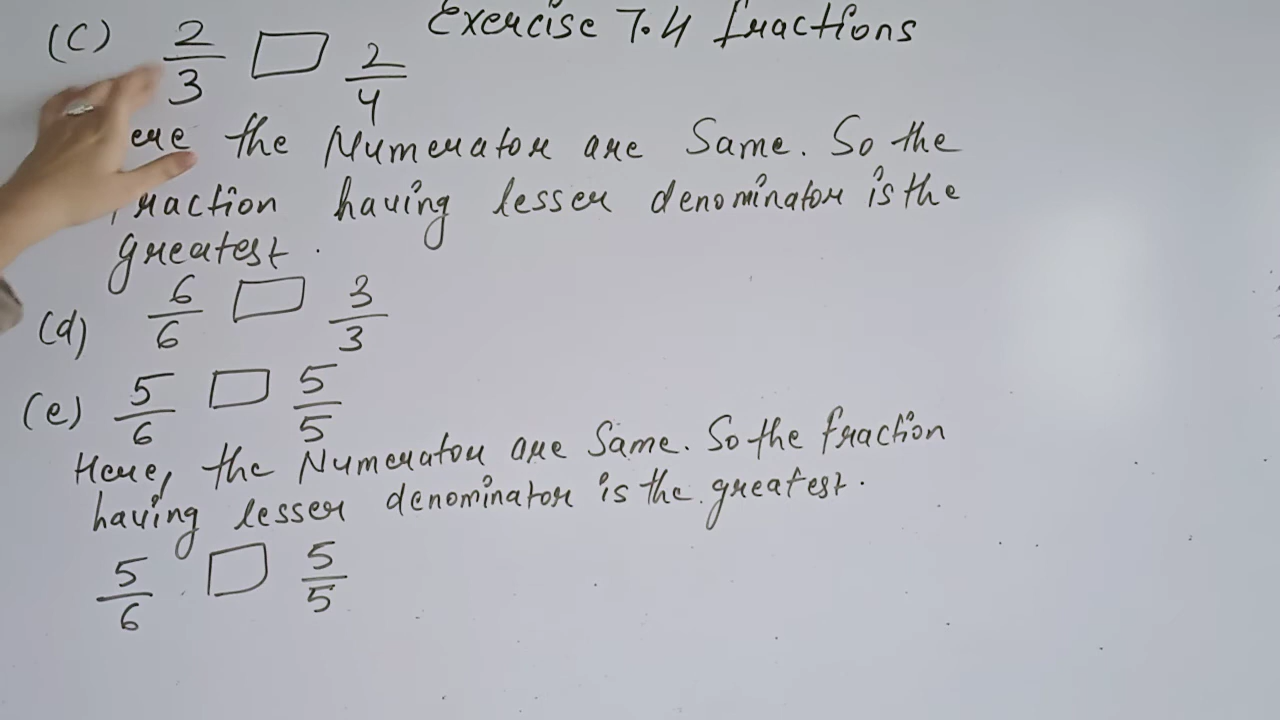 Exercise 7.4 fractions
(C) 2/3 □ 2/4
ere the Numerator are Same. So the
fraction having lesser denominator is the
greatest.
(d) 6/6 □ 3/3
(e) 5/6 □ 5/5
Here, the Numerator are Same. So the fraction
having lesser denominator is the greatest.
5/6 □ 5/5